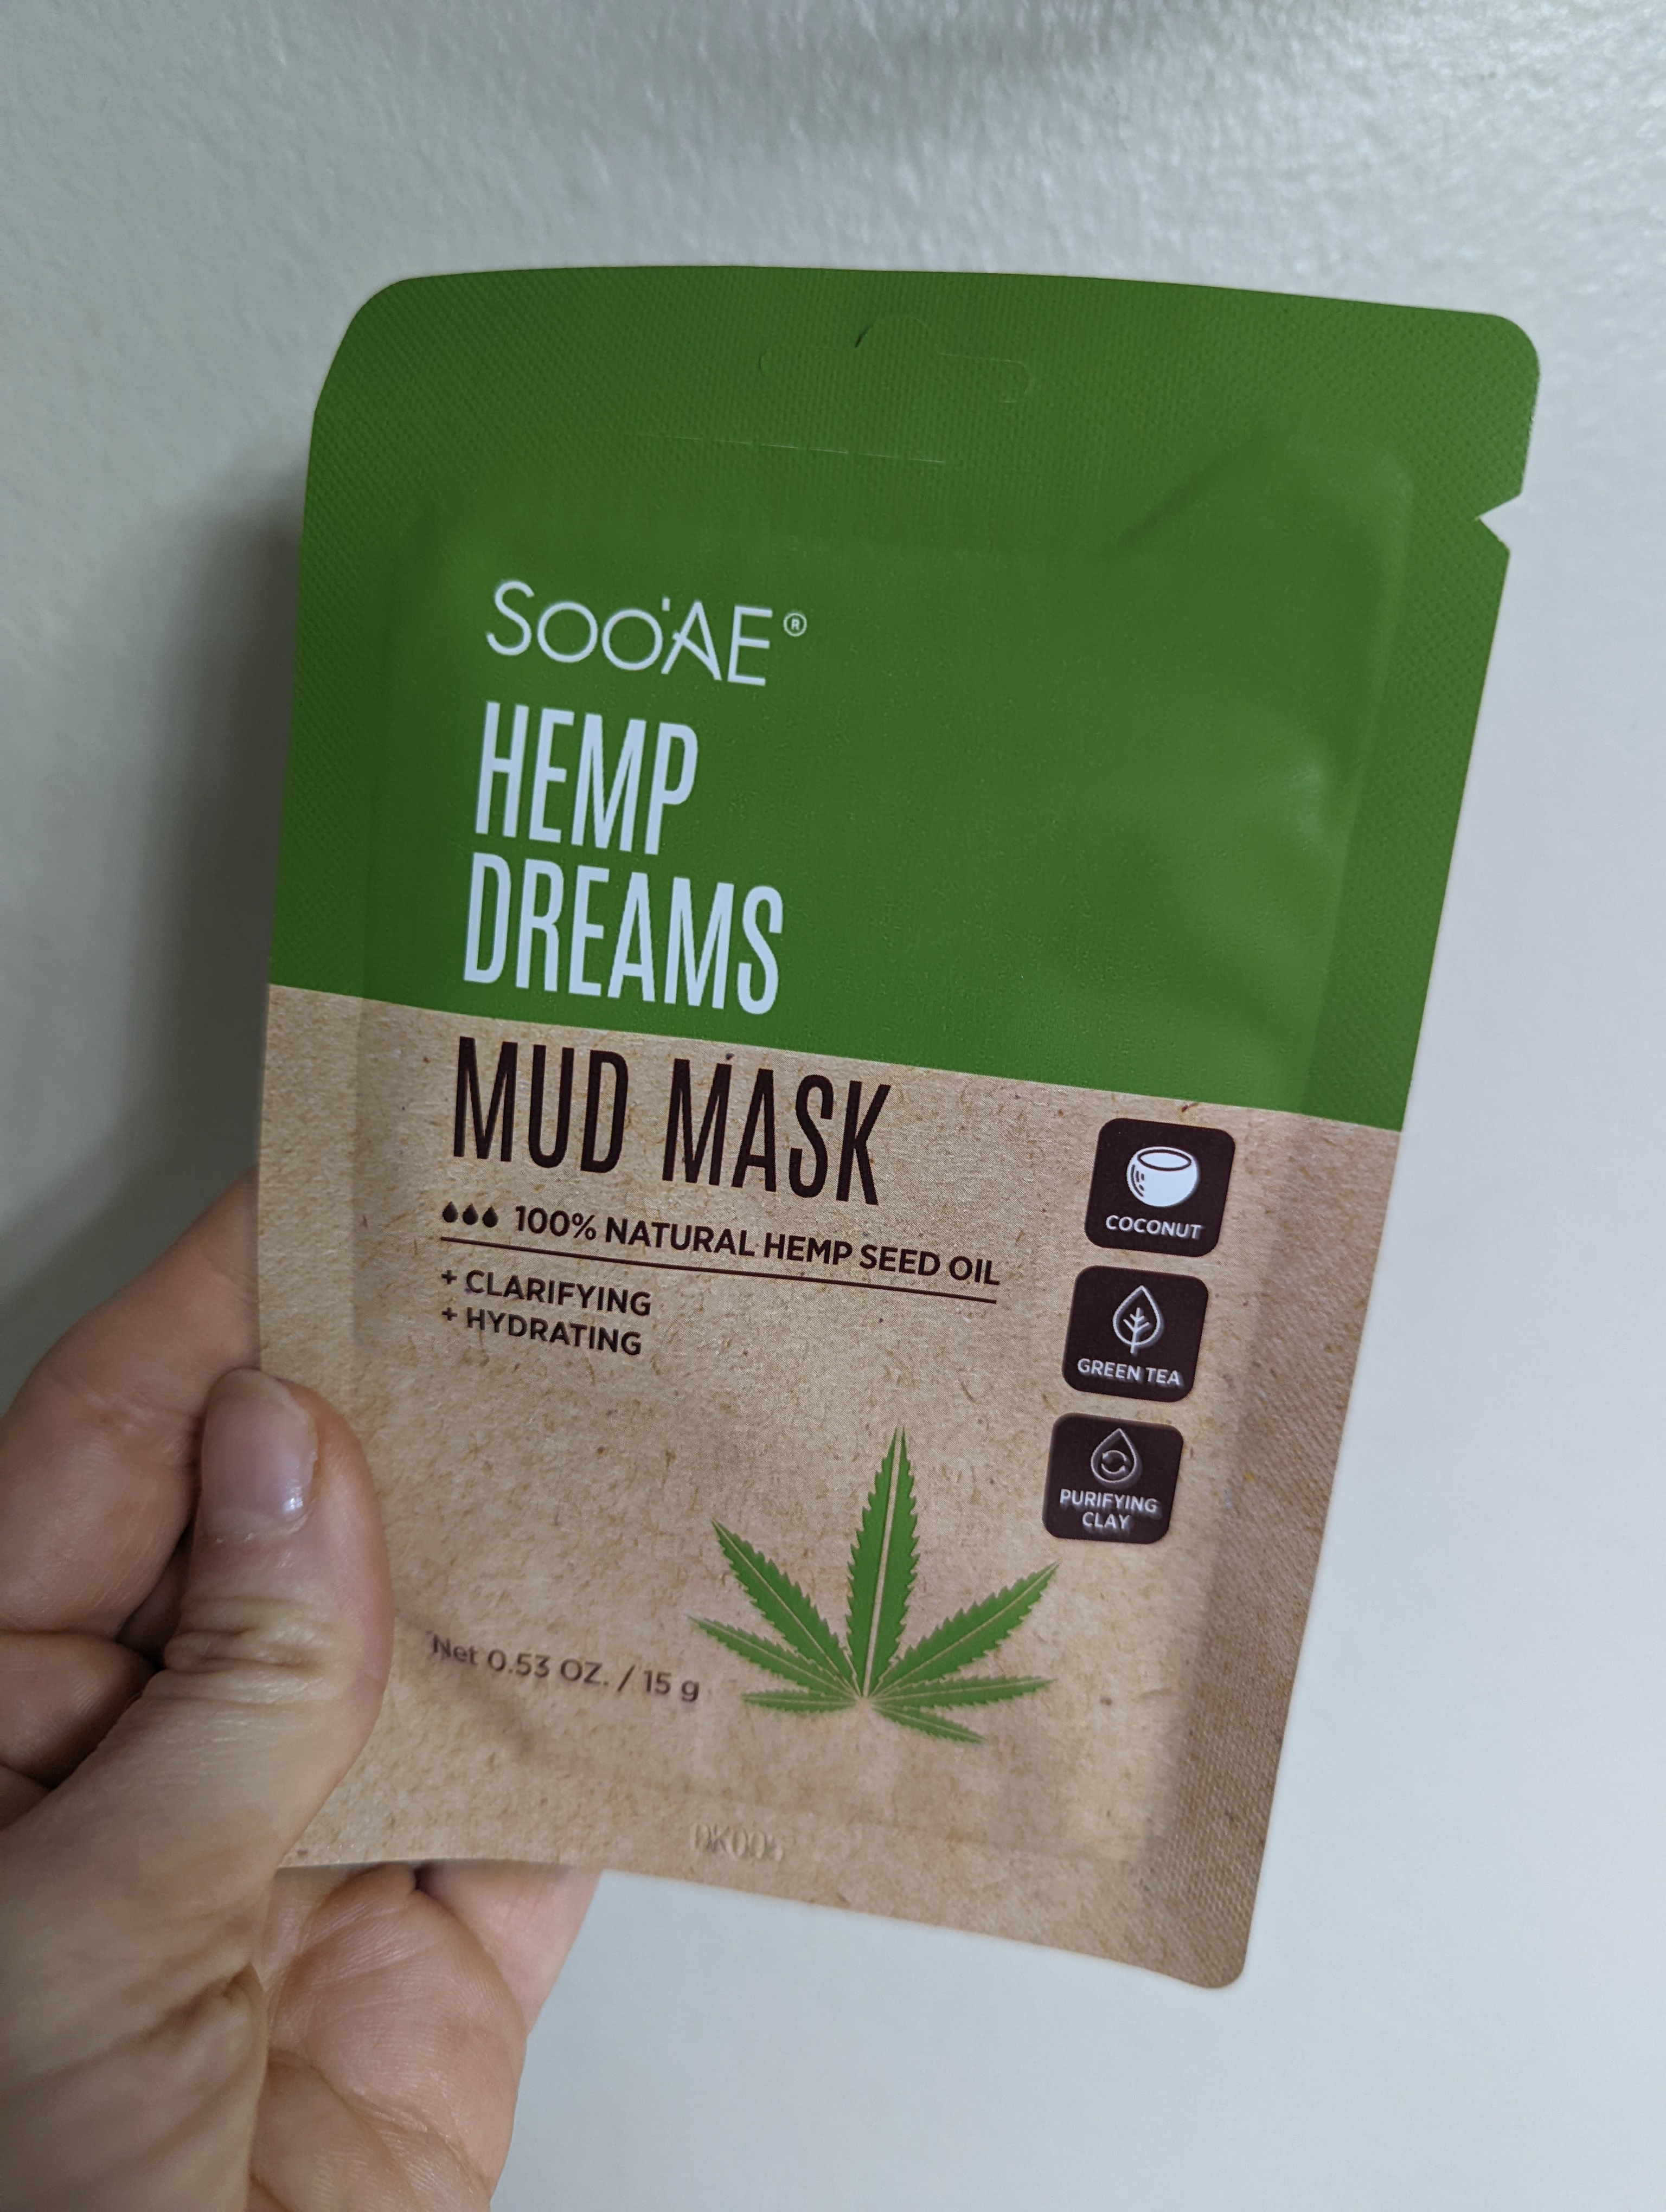 Soo'AE®
HEMP
DREAMS
MUD MASK
100% NATURAL HEMP SEED OIL
+ CLARIFYING
+ HYDRATING
COCONUT
GREEN TEA
PURIFYING
CLAY
Net 0.53 OZ. / 15 g